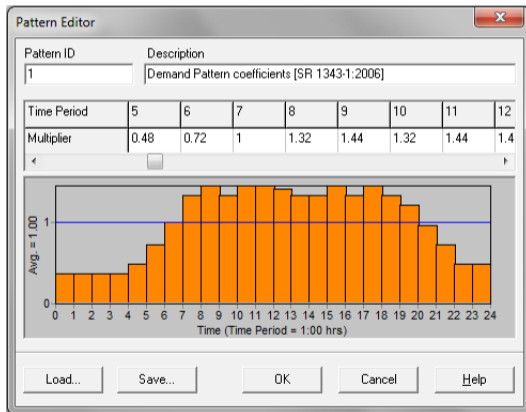 Pattern Editor
Pattern ID Description
1 Demand Pattern coefficients [SR 1343-1:2006]
Time Period 5 6 7 8 9 10 11 12
Multiplier 0.48 0.72 1 1.32 1.44 1.32 1.44 1.4
Avg. = 1.00
1
0
0 1 2 3 4 5 6 7 8 9 10 11 12 13 14 15 16 17 18 19 20 21 22 23 24
Time (Time Period = 1:00 hrs)
Load... Save... OK Cancel Help